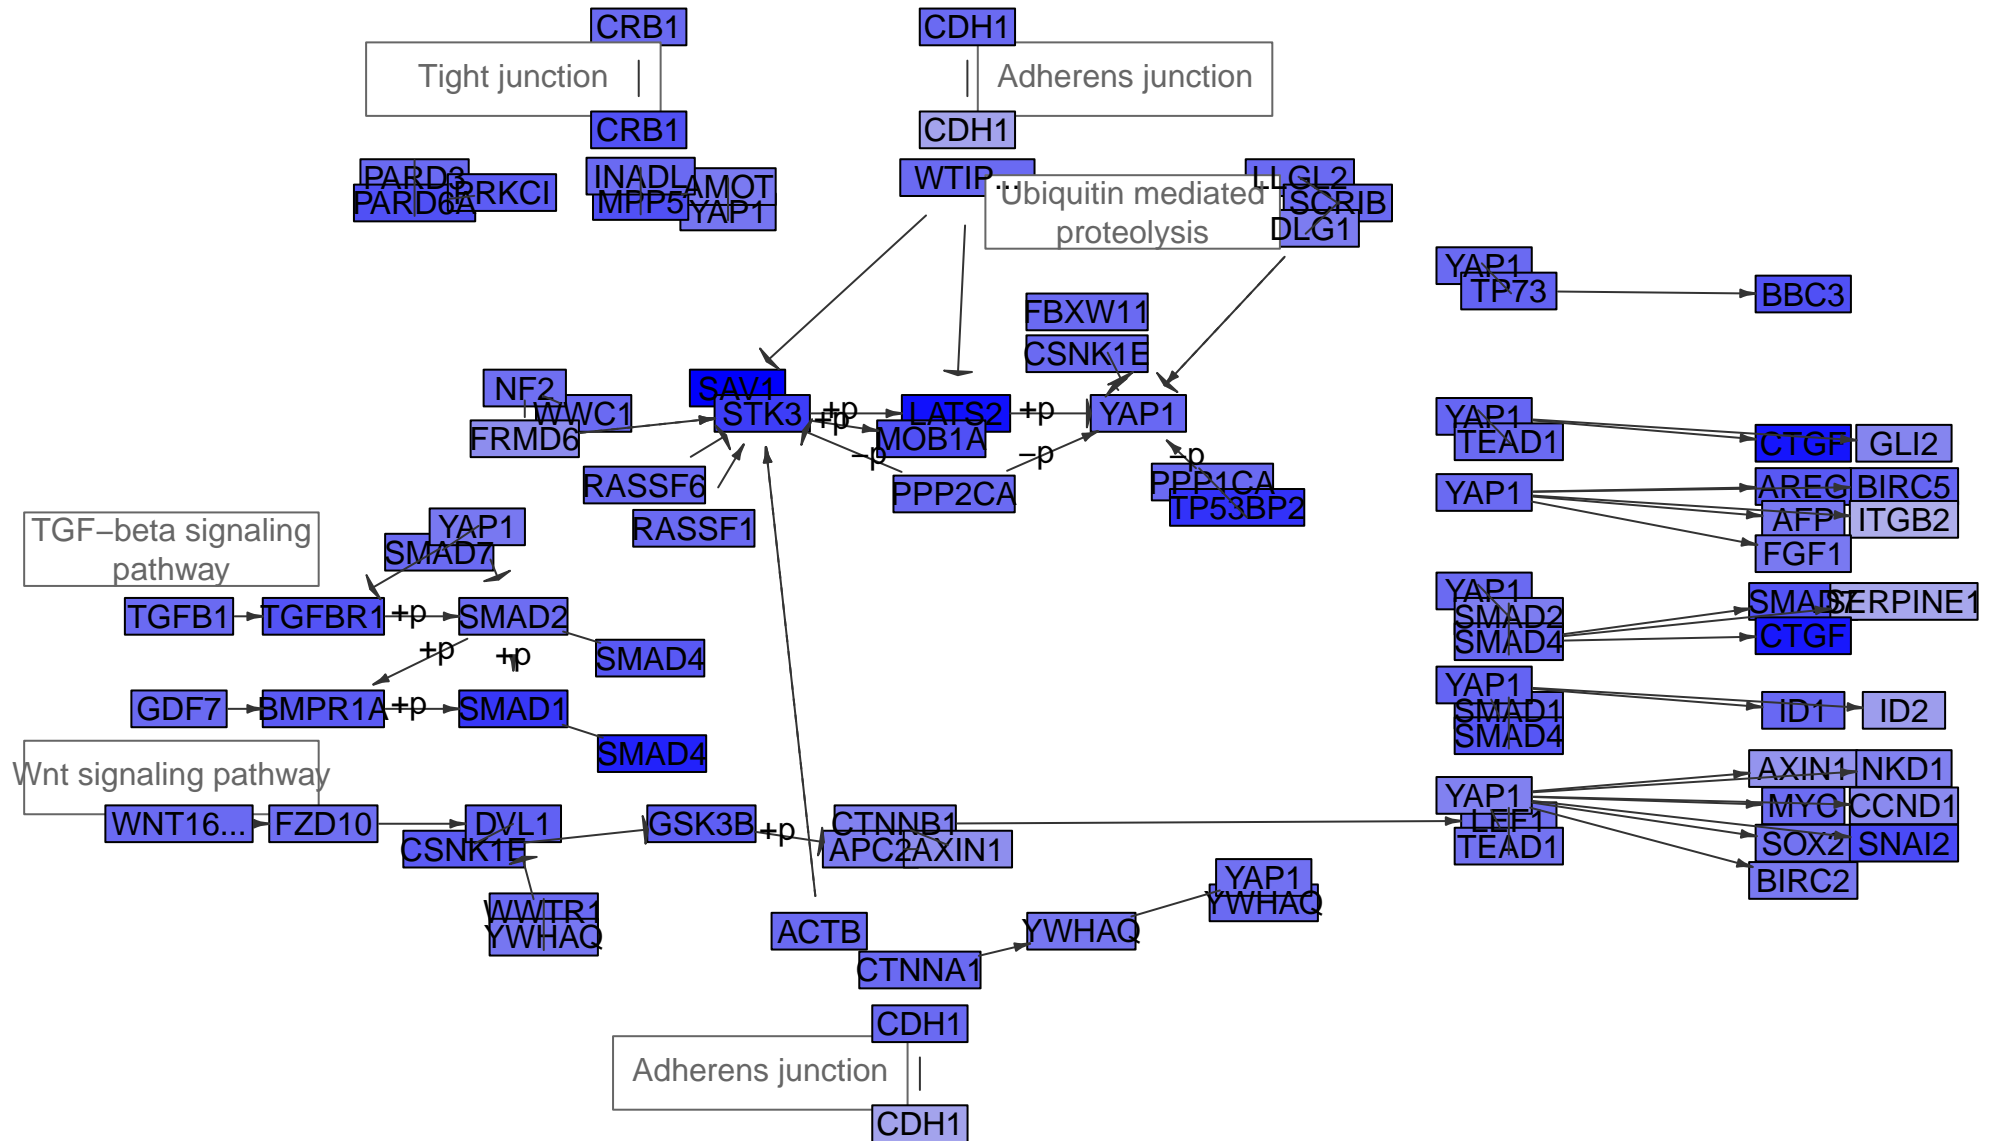 CRB1
CDH1
Tight junction
Adherens junction
CRB1
CDH1
PARD3
PRKCI
PARD6A
INADL
AMOT
MPP5
YAP1
WTIP...
Ubiquitin mediated
proteolysis
LLGL2
SCRIB
DLG1
YAP1
TP73
BBC3
FBXW11
CSNK1E
NF2
WWC1
FRMD6
SAV1
STK3
+p
+p
LATS2
MOB1A
+p
YAP1
−p
−p
−p
RASSF6
RASSF1
PPP2CA
PPP1CA
TP53BP2
YAP1
TEAD1
CTGF
GLI2
YAP1
AREG
BIRC5
AFP
ITGB2
FGF1
TGF−beta signaling
pathway
YAP1
SMAD7
TGFB1
TGFBR1
+p
SMAD2
+p
+p
SMAD4
GDF7
BMPR1A
+p
SMAD1
SMAD4
YAP1
SMAD2
SMAD4
SMAD7
SERPINE1
CTGF
YAP1
SMAD1
SMAD4
ID1
ID2
Wnt signaling pathway
WNT16...
FZD10
DVL1
CSNK1E
GSK3B
+p
CTNNB1
APC2
AXIN1
YAP1
LEF1
TEAD1
AXIN1
NKD1
MYC
CCND1
SOX2
SNAI2
BIRC2
WWTR1
YWHAQ
ACTB
CTNNA1
YWHAQ
YAP1
YWHAQ
CDH1
Adherens junction
CDH1